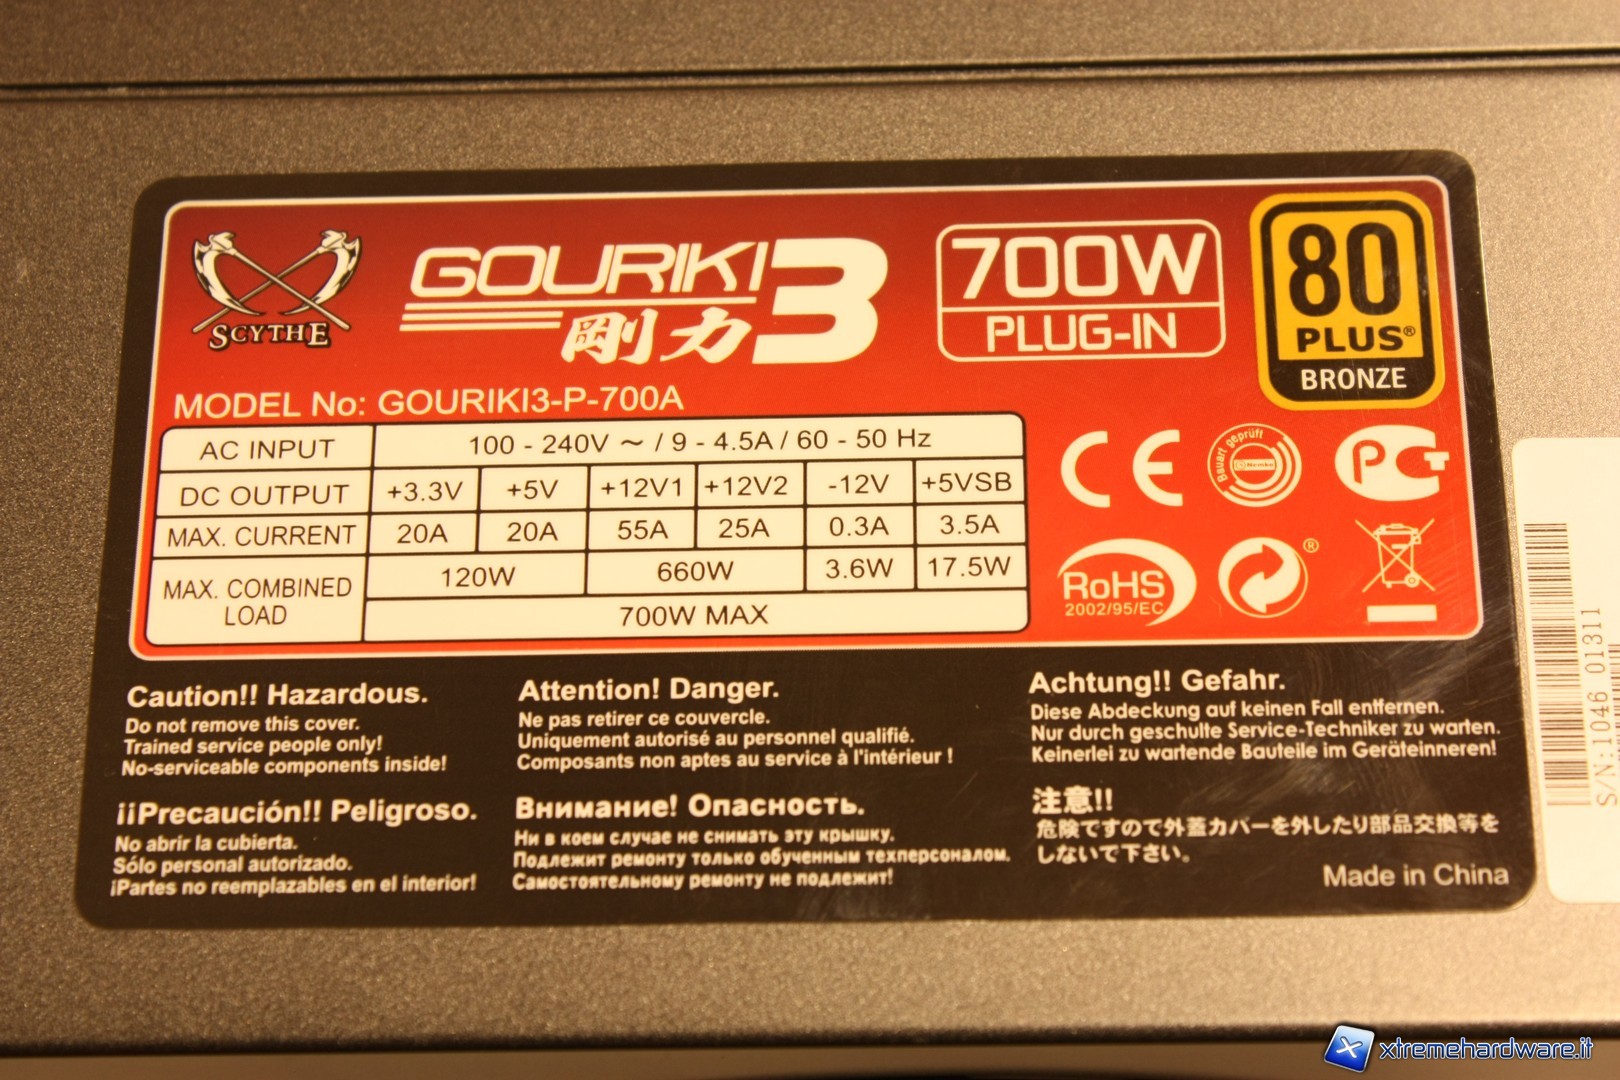 SCYTHE
GOURIKI 3
剛力
700W
PLUG-IN
80
PLUS®
BRONZE
MODEL No: GOURIKI3-P-700A
AC INPUT 100 - 240V ~ / 9 - 4.5A / 60 - 50 Hz
DC OUTPUT +3.3V +5V +12V1 +12V2 -12V +5VSB
MAX. CURRENT 20A 20A 55A 25A 0.3A 3.5A
MAX. COMBINED LOAD 120W 660W 3.6W 17.5W
700W MAX
CE
Bauart geprüft
Nemko
RoHS
2002/95/EC
®
Caution!! Hazardous.
Do not remove this cover.
Trained service people only!
No-serviceable components inside!
Attention! Danger.
Ne pas retirer ce couvercle.
Uniquement autorisé au personnel qualifié.
Composants non aptes au service à l'intérieur !
Achtung!! Gefahr.
Diese Abdeckung auf keinen Fall entfernen.
Nur durch geschulte Service-Techniker zu warten.
Keinerlei zu wartende Bauteile im Geräteinneren!
¡¡Precaución!! Peligroso.
No abrir la cubierta.
Sólo personal autorizado.
¡Partes no reemplazables en el interior!
Внимание! Опасность.
Ни в коем случае не снимать эту крышку.
Подлежит ремонту только обученным техперсоналом.
Самостоятельному ремонту не подлежит!
注意!!
危険ですので外蓋カバーを外したり部品交換等を
しないで下さい。
Made in China
S/N:1046 01311
xtremehardware.it